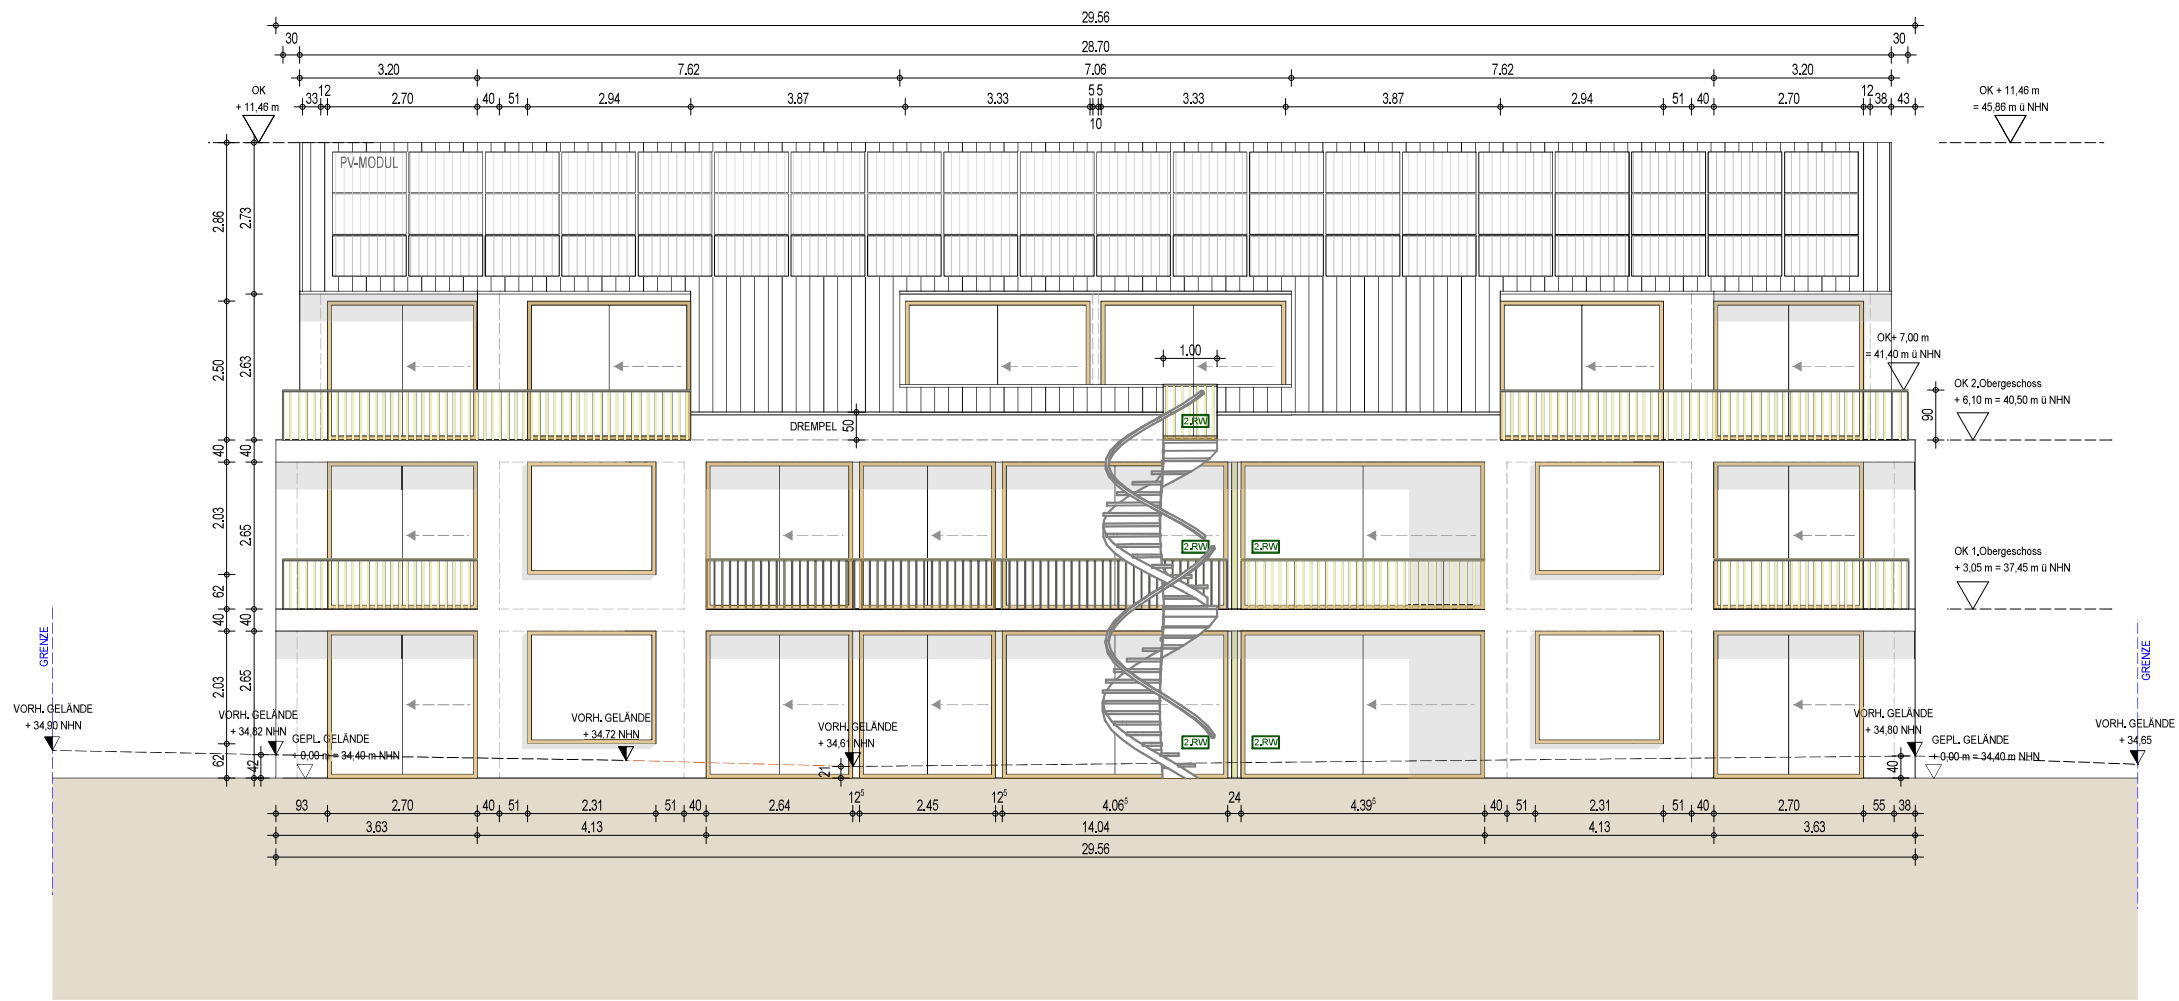 29.56
30 28.70 30
3.20 7.62 7.06 7.62 3.20
33 12 2.70 40 51 2.94 3.87 3.33 5 5 3.33 3.87 2.94 51 40 2.70 12 38 43
10
OK
+ 11,46 m
OK + 11,46 m
= 45,86 m ü NHN
PV-MODUL
2.86 2.73
2.50 2.63
1.00
OK+ 7,00 m
= 41,40 m ü NHN
OK 2.Obergeschoss
+ 6,10 m = 40,50 m ü NHN
90
DREMPEL 50
2.RW
40 40
2.03 2.65
2.RW 2.RW
OK 1.Obergeschoss
+ 3,05 m = 37,45 m ü NHN
62
40 40
GRENZE
GRENZE
2.03 2.65
VORH. GELÄNDE
+ 34,90 NHN
VORH. GELÄNDE
+ 34,82 NHN
GEPL. GELÄNDE
+ 0,00 m = 34,40 m NHN
VORH. GELÄNDE
+ 34.72 NHN
VORH. GELÄNDE
+ 34,61 NHN
2.RW 2.RW
VORH. GELÄNDE
+ 34,80 NHN
GEPL. GELÄNDE
+ 0,00 m = 34,40 m NHN
VORH. GELÄNDE
+ 34,65
62 42 21 40
93 2.70 40 51 2.31 51 40 2.64 12⁵ 2.45 12⁵ 4.06⁵ 24 4.39⁵ 40 51 2.31 51 40 2.70 55 38
3.63 4.13 14.04 4.13 3.63
29.56